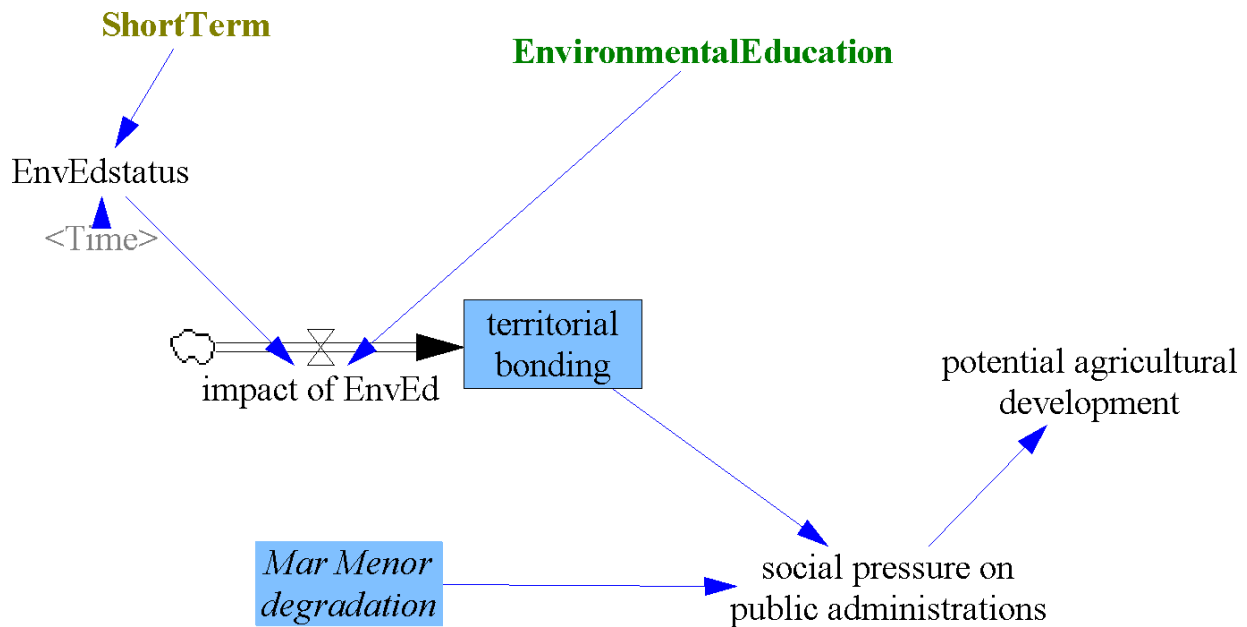 ShortTerm
EnvironmentalEducation
EnvEdstatus
<Time>
territorial
bonding
impact of EnvEd
potential agricultural
development
Mar Menor
degradation
social pressure on
public administrations